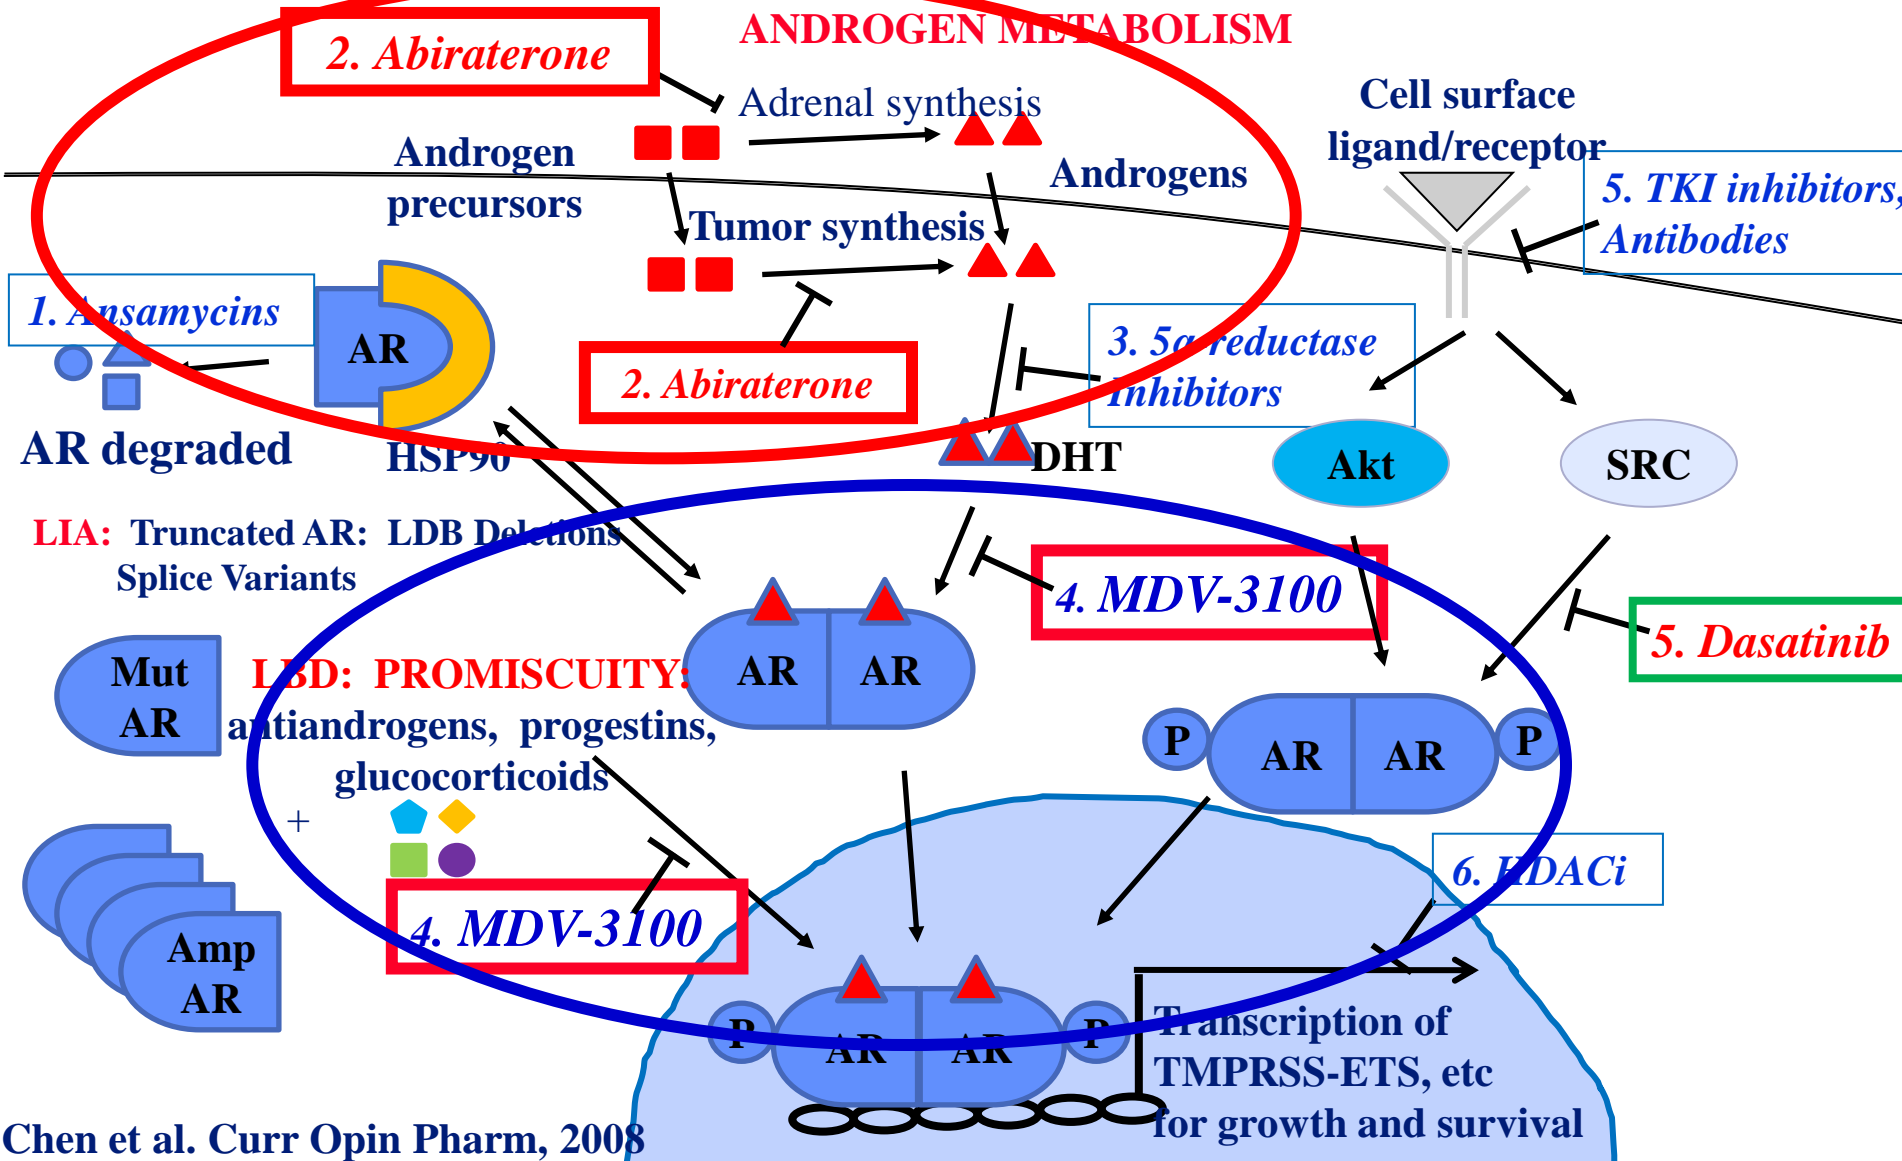 ANDROGEN METABOLISM
2. Abiraterone
Adrenal synthesis
Androgen
precursors
Androgens
Tumor synthesis
Cell surface
ligand/receptor
5. TKI inhibitors,
Antibodies
1. Ansamycins
AR
AR degraded
HSP90
2. Abiraterone
3. 5α reductase
Inhibitors
DHT
Akt
SRC
LIA: Truncated AR: LDB Deletions
Splice Variants
4. MDV-3100
5. Dasatinib
Mut
AR
LBD: PROMISCUITY:
antiandrogens, progestins,
glucocorticoids
AR AR
P AR AR P
+
4. MDV-3100
6. HDACi
Amp
AR
P AR AR P
Transcription of
TMPRSS-ETS, etc
for growth and survival
Chen et al. Curr Opin Pharm, 2008